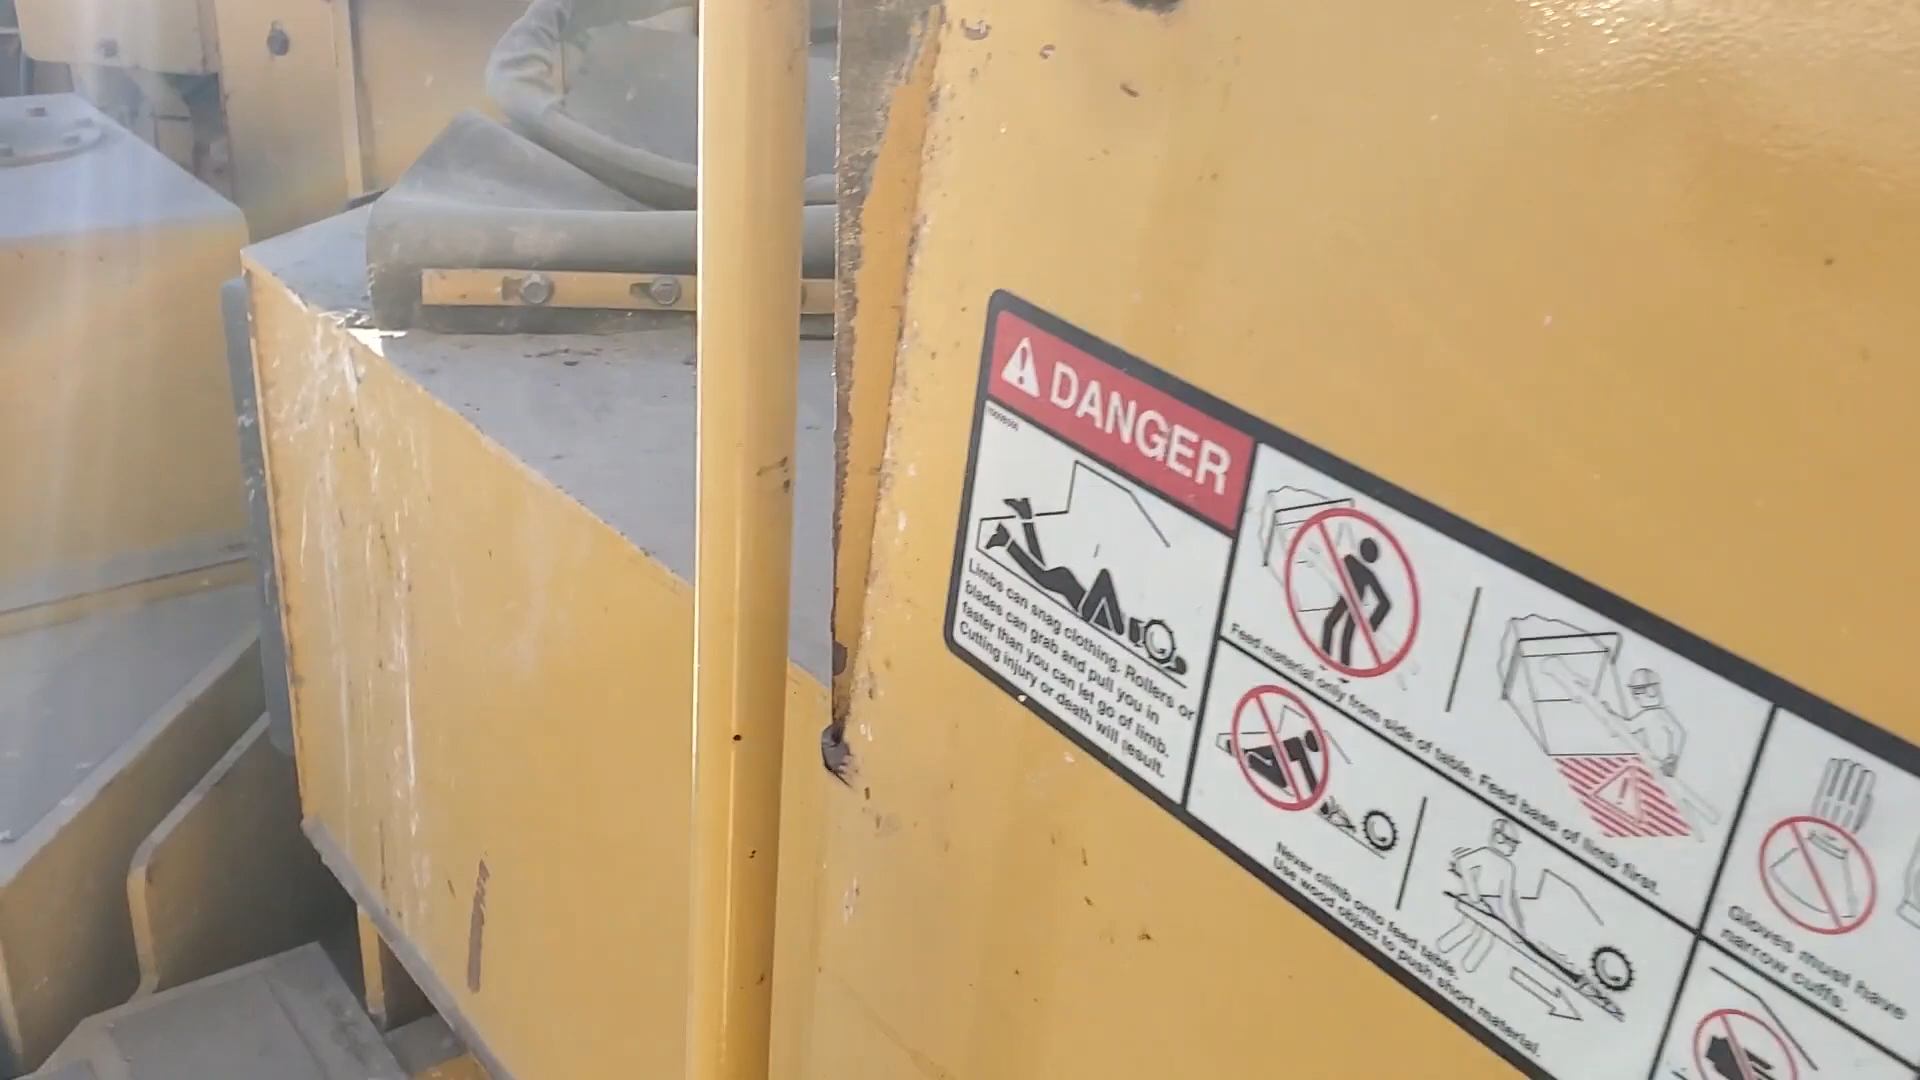 DANGER
Limbs can snag clothing. Rollers or
blades can grab and pull you in
faster than you can let go of limb.
Cutting injury or death will result.
Feed material only from side of table. Feed base of limb first.
Never climb onto feed table.
Use wood object to push short material.
Gloves must have
narrow cuffs.